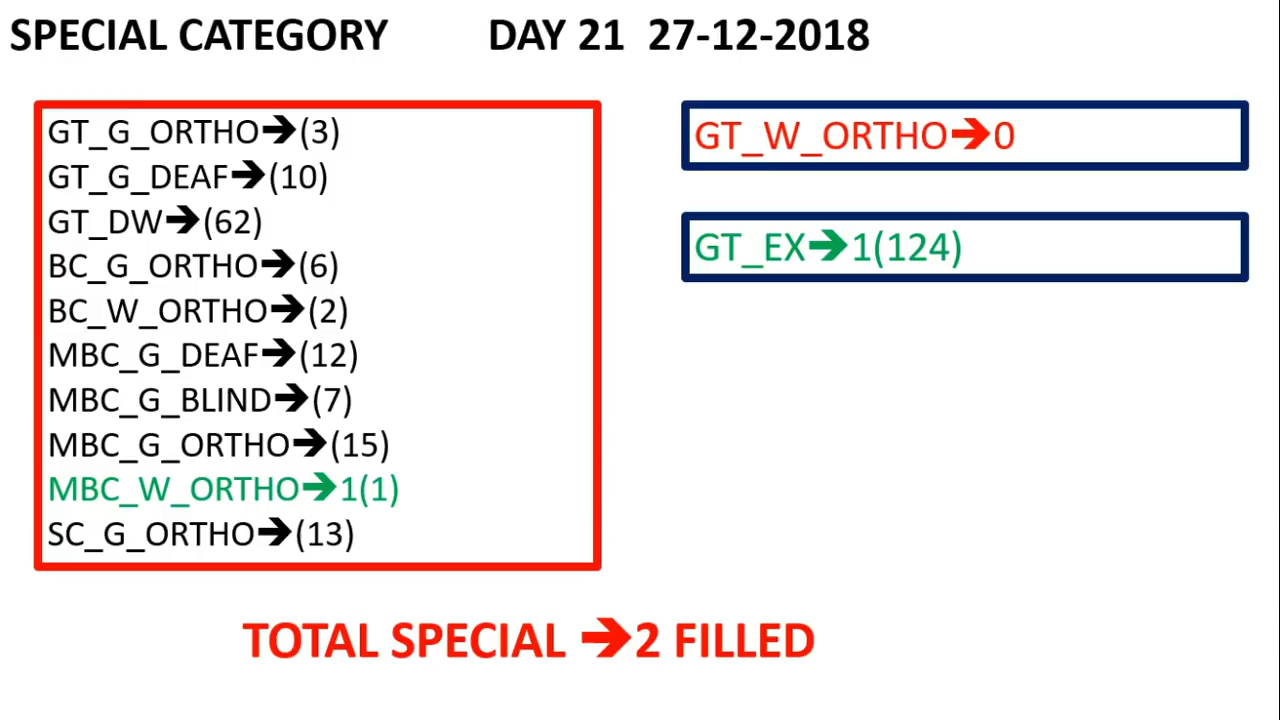 SPECIAL CATEGORY DAY 21 27-12-2018
GT_G_ORTHO➔(3)
GT_G_DEAF➔(10)
GT_DW➔(62)
BC_G_ORTHO➔(6)
BC_W_ORTHO➔(2)
MBC_G_DEAF➔(12)
MBC_G_BLIND➔(7)
MBC_G_ORTHO➔(15)
MBC_W_ORTHO➔1(1)
SC_G_ORTHO➔(13)
GT_W_ORTHO➔0
GT_EX➔1(124)
TOTAL SPECIAL ➔2 FILLED